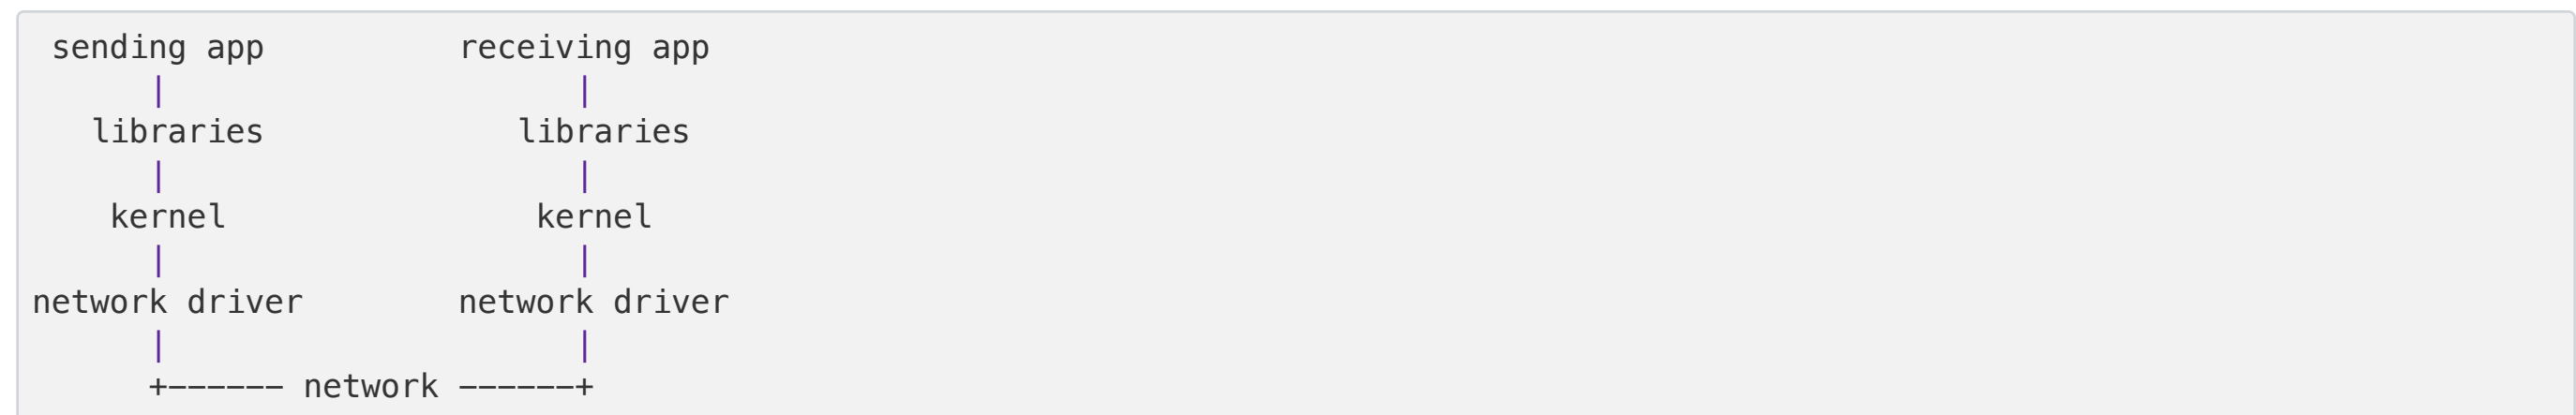 sending app          receiving app
      |                     |
   libraries             libraries
      |                     |
    kernel                kernel
      |                     |
network driver        network driver
      |                     |
      +------ network ------+